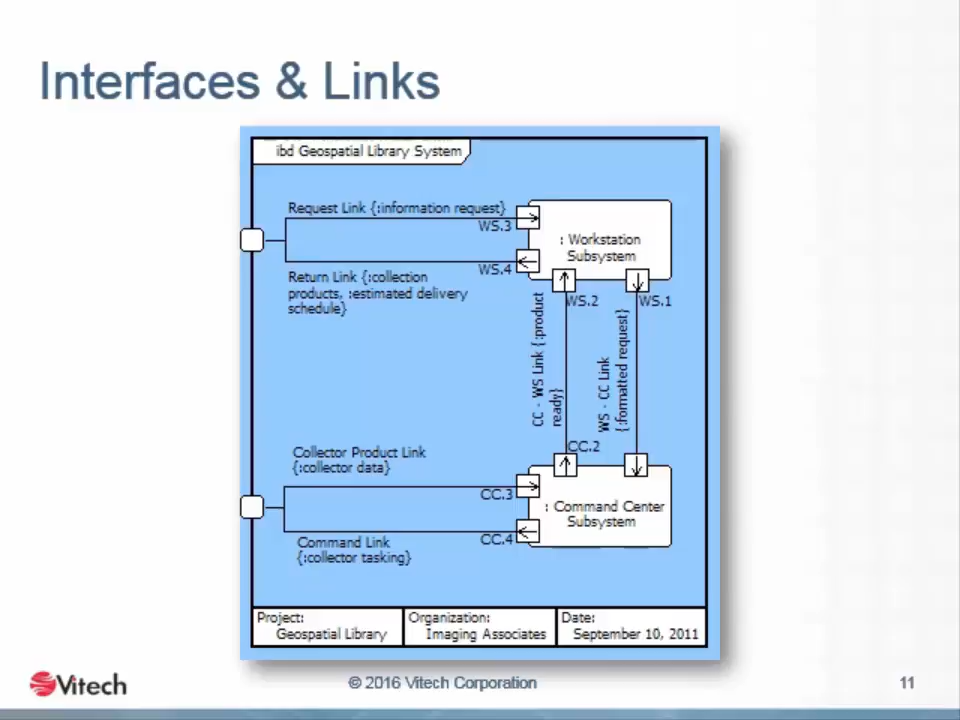 Interfaces & Links
ibd Geospatial Library System
Request Link {:information request}
WS.3
: Workstation
Subsystem
WS.4
Return Link {:collection
products, :estimated delivery
schedule}
WS.2
WS.1
CC - WS Link {:product
ready}
WS - CC Link
{:formatted request}
CC.2
Collector Product Link
{:collector data}
CC.3
: Command Center
Subsystem
CC.4
Command Link
{:collector tasking}
Project:
Geospatial Library
Organization:
Imaging Associates
Date:
September 10, 2011
Vitech
© 2016 Vitech Corporation
11